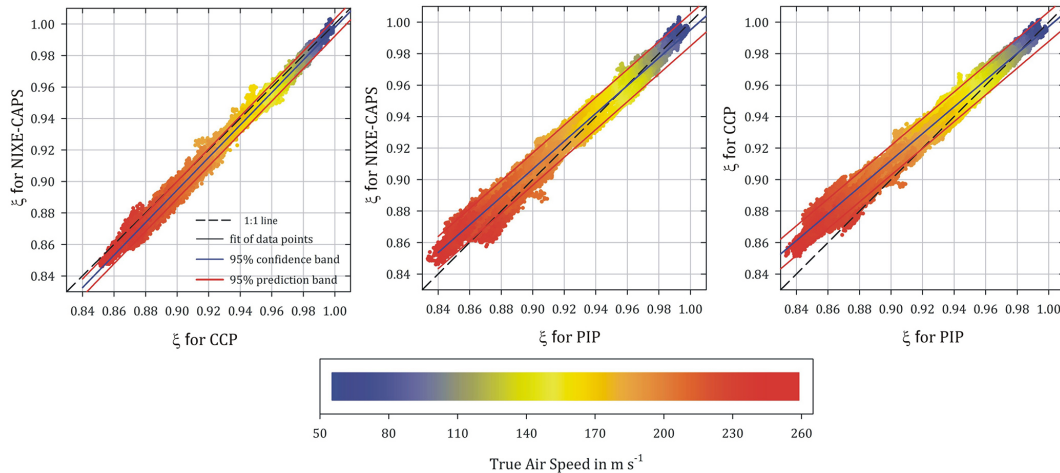 1.00
0.98
0.96
0.94
0.92
0.90
0.88
0.86
0.84
ξ for NIXE-CAPS
1:1 line
fit of data points
95% confidence band
95% prediction band
0.84 0.86 0.88 0.90 0.92 0.94 0.96 0.98 1.00
ξ for CCP
1.00
0.98
0.96
0.94
0.92
0.90
0.88
0.86
0.84
ξ for NIXE-CAPS
0.84 0.86 0.88 0.90 0.92 0.94 0.96 0.98 1.00
ξ for PIP
1.00
0.98
0.96
0.94
0.92
0.90
0.88
0.86
0.84
ξ for CCP
0.84 0.86 0.88 0.90 0.92 0.94 0.96 0.98 1.00
ξ for PIP
50 80 110 140 170 200 230 260
True Air Speed in m s⁻¹